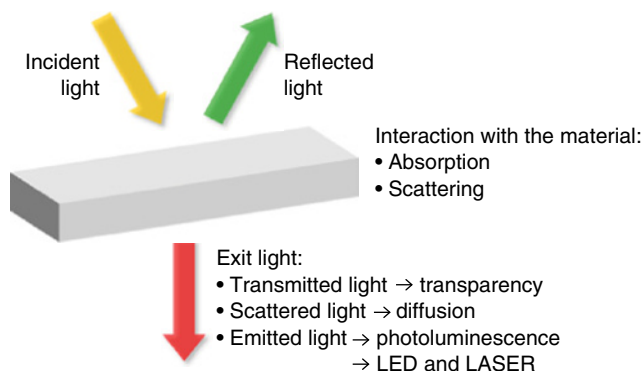 Incident
light
Reflected
light
Interaction with the material:
• Absorption
• Scattering
Exit light:
• Transmitted light → transparency
• Scattered light → diffusion
• Emitted light → photoluminescence
→ LED and LASER